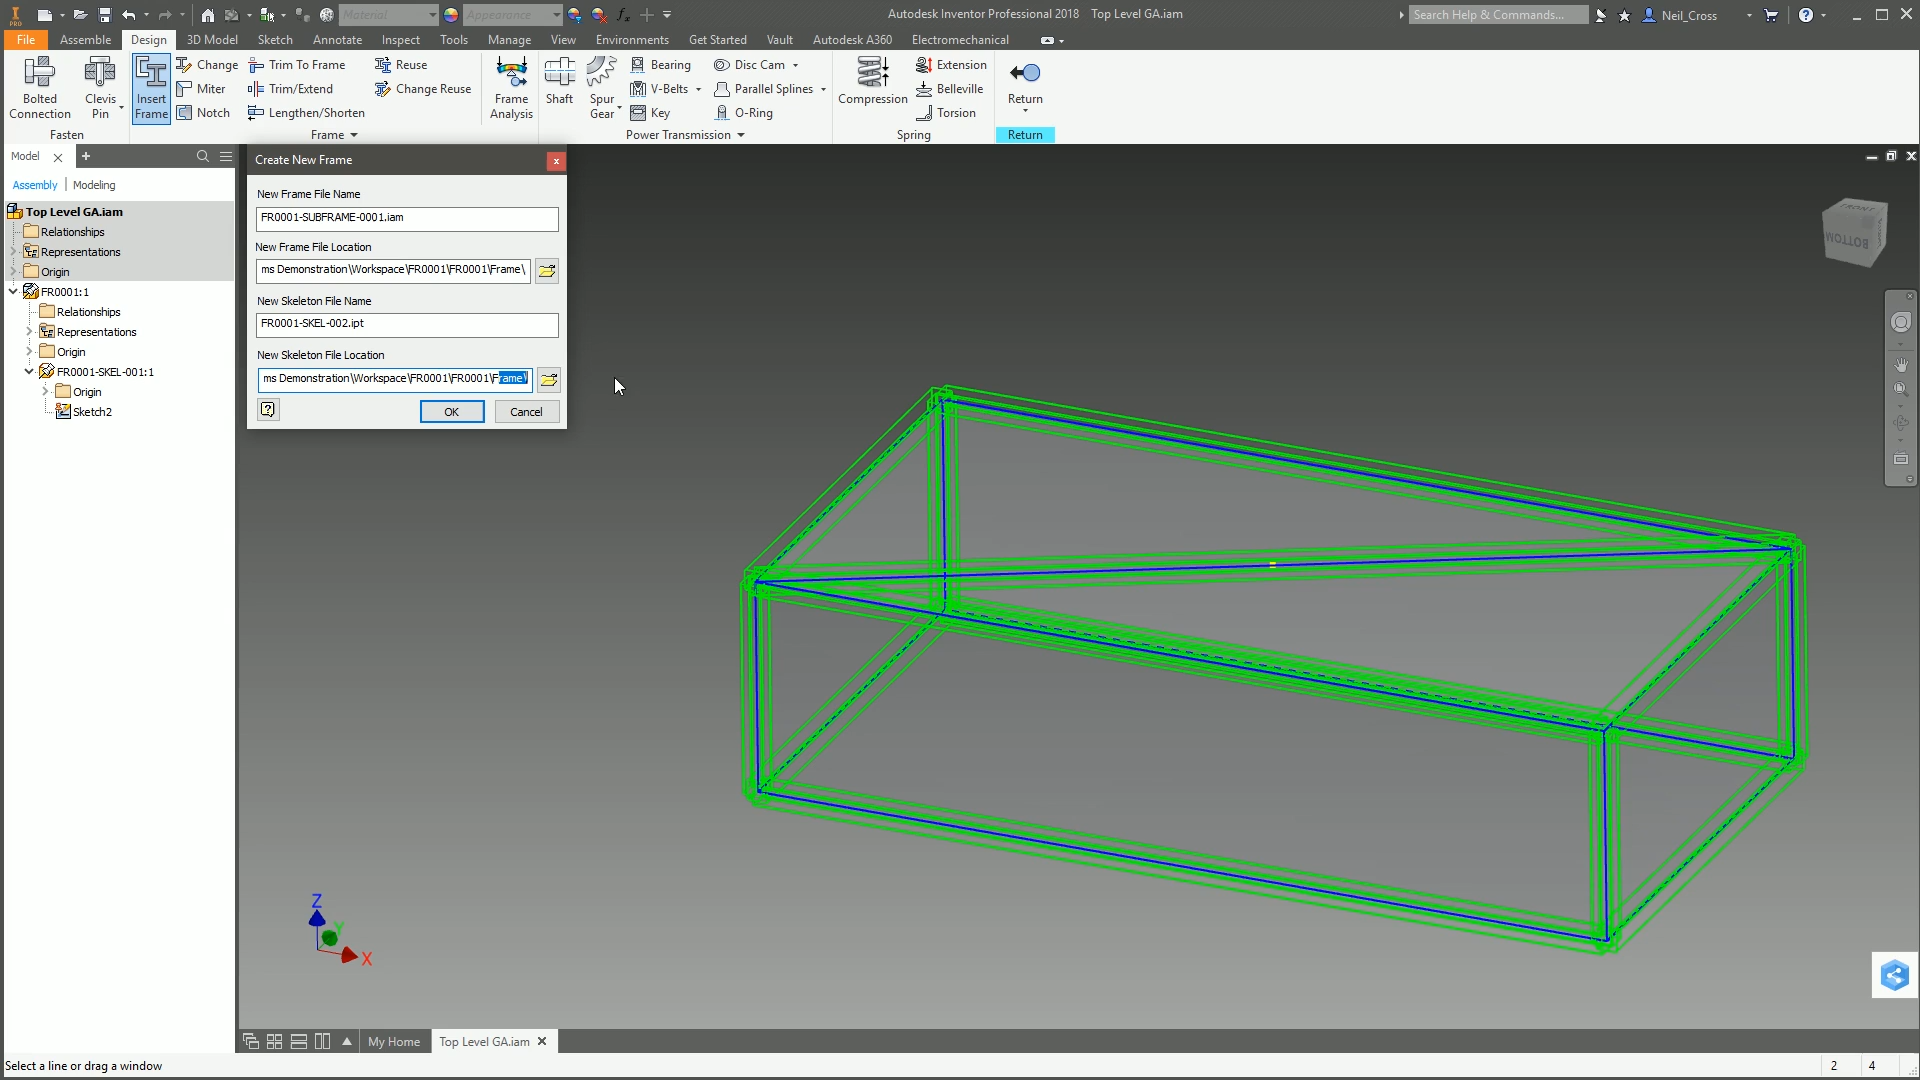 PRO
Material
Appearance
fx
Autodesk Inventor Professional 2018 Top Level GA.iam
Search Help & Commands...
Neil_Cross
File
Assemble
Design
3D Model
Sketch
Annotate
Inspect
Tools
Manage
View
Environments
Get Started
Vault
Autodesk A360
Electromechanical
Bolted
Connection
Clevis
Pin
Fasten
Insert
Frame
Change
Miter
Notch
Trim To Frame
Trim/Extend
Lengthen/Shorten
Reuse
Change Reuse
Frame
Frame
Analysis
Shaft
Spur
Gear
Bearing
V-Belts
Key
Disc Cam
Parallel Splines
O-Ring
Power Transmission
Compression
Extension
Belleville
Torsion
Spring
Return
Return
Model
Assembly
Modeling
Top Level GA.iam
Relationships
Representations
Origin
FR0001:1
Relationships
Representations
Origin
FR0001-SKEL-001:1
Origin
Sketch2
Create New Frame
New Frame File Name
FR0001-SUBFRAME-0001.iam
New Frame File Location
ms Demonstration\Workspace\FR0001\FR0001\Frame\
New Skeleton File Name
FR0001-SKEL-002.ipt
New Skeleton File Location
ms Demonstration\Workspace\FR0001\FR0001\Frame\
OK
Cancel
FRONT
BOTTOM
Z
Y
X
My Home
Top Level GA.iam
Select a line or drag a window
2
4